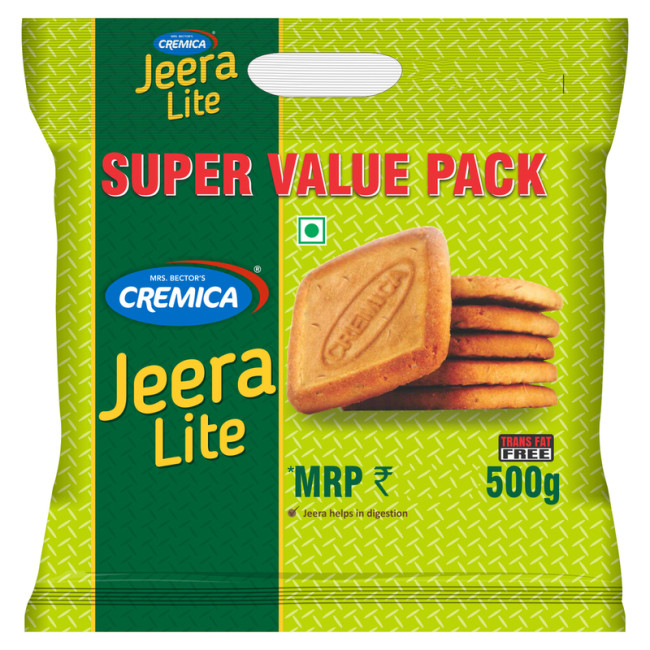 MRS. BECTOR'S
CREMICA
Jeera
Lite
SUPER VALUE PACK
MRS. BECTOR'S
CREMICA®
Jeera
Lite
CREMICA
TRANS FAT
FREE
*MRP ₹
500g
Jeera helps in digestion